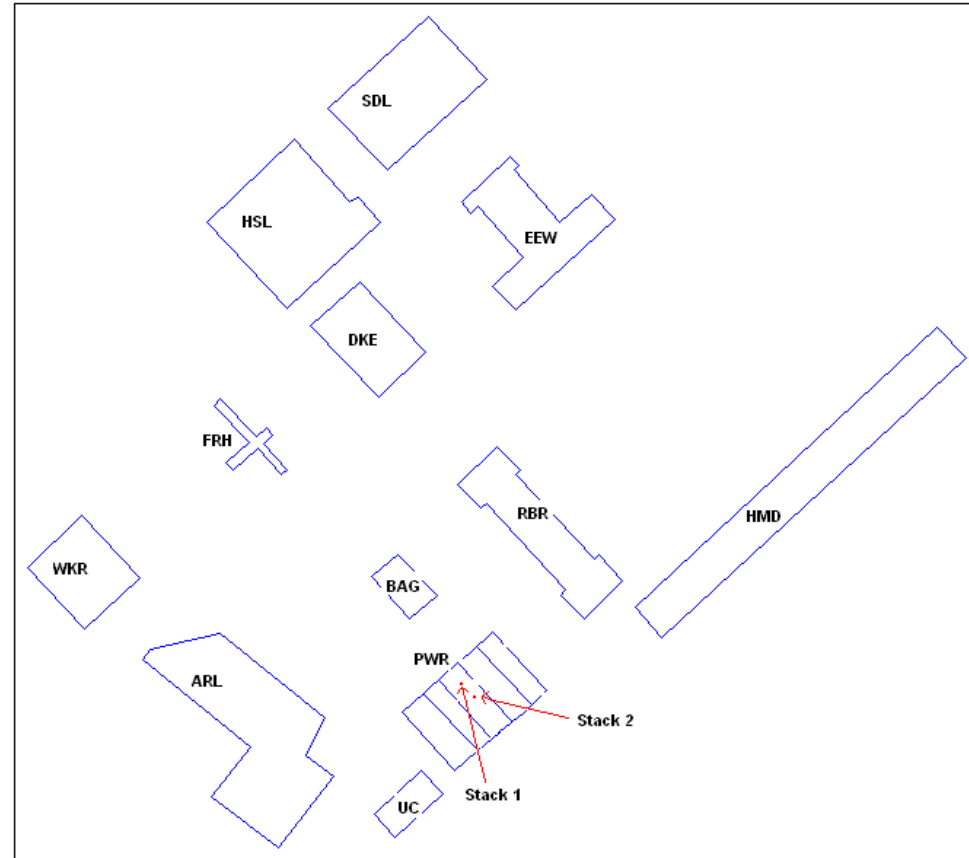 SDL
HSL
EEW
DKE
FRH
RBR
HMD
WKR
BAG
PWR
ARL
Stack 2
Stack 1
UC